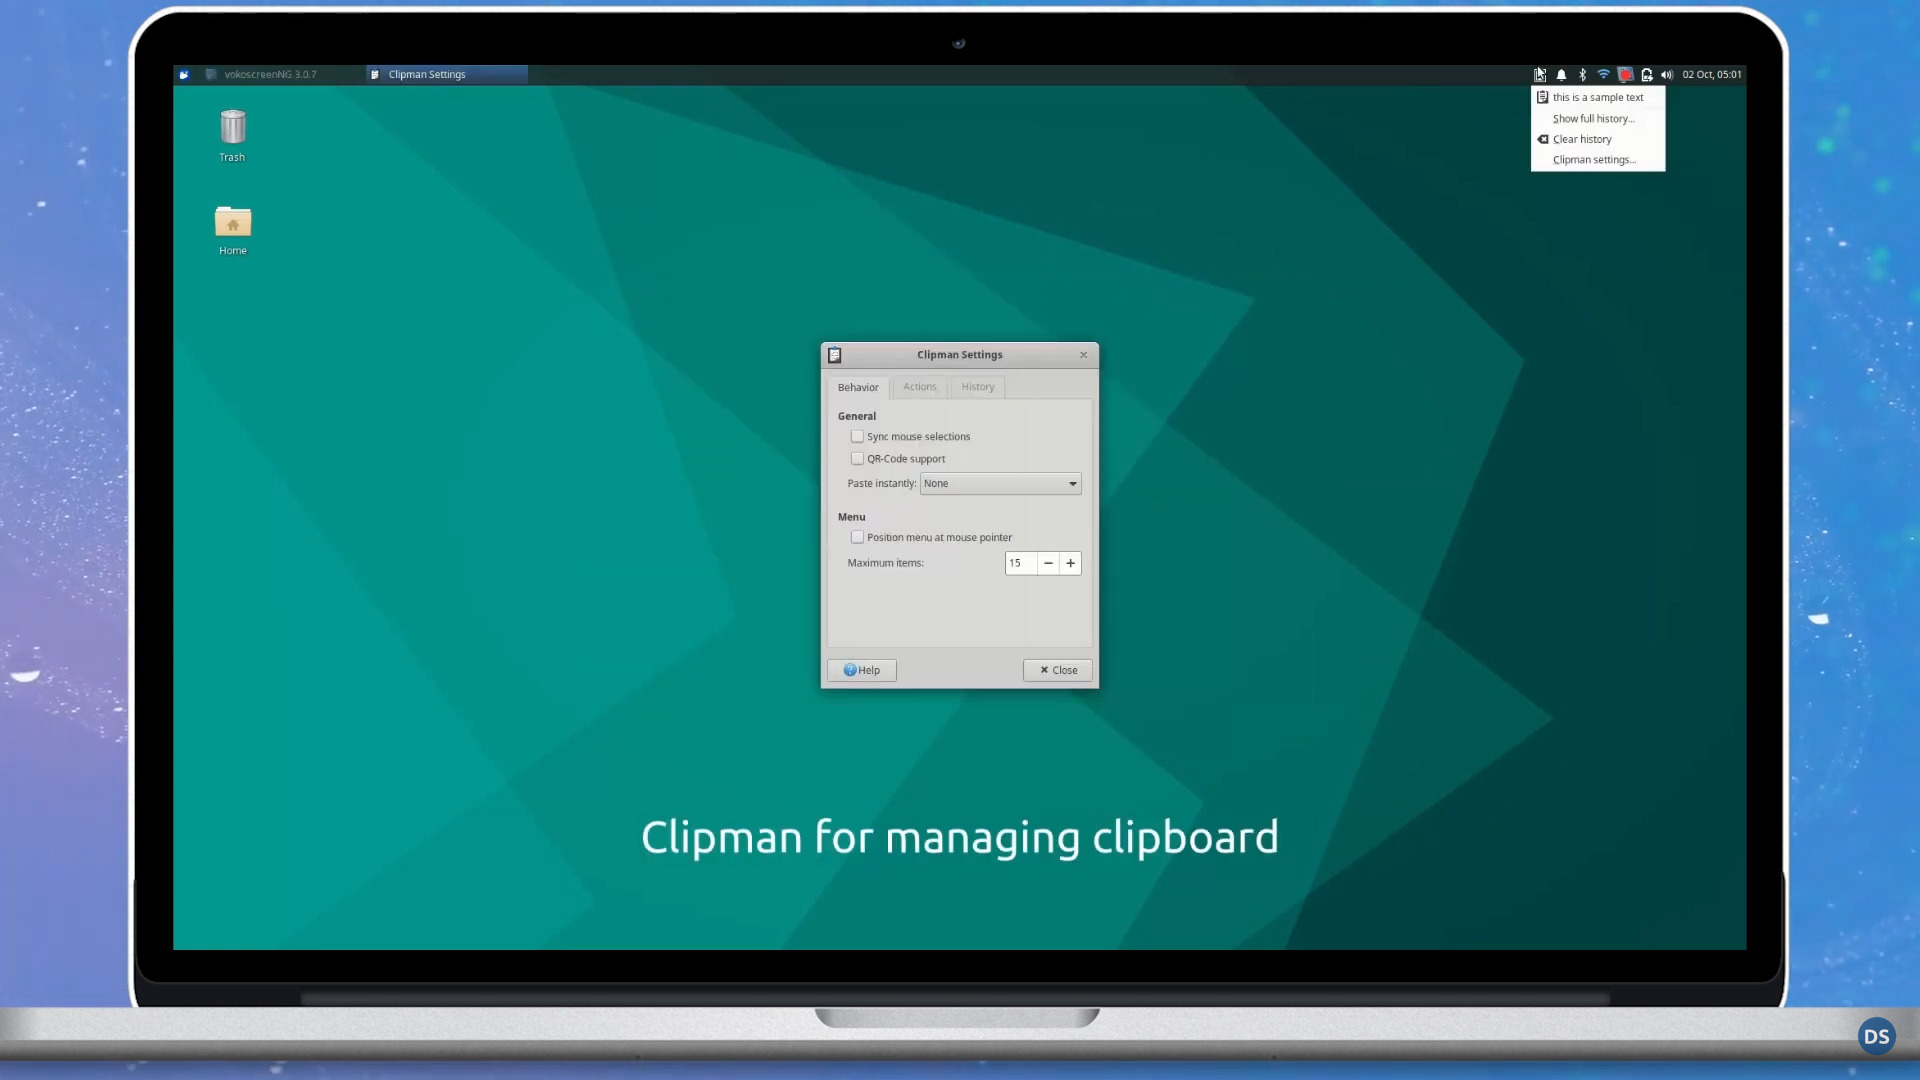 vokoscreenNG 3.0.7
Clipman Settings
02 Oct, 05:01
this is a sample text
Show full history...
Clear history
Clipman settings...
Trash
Home
Clipman Settings
Behavior
Actions
History
General
Sync mouse selections
QR-Code support
Paste instantly: None
Menu
Position menu at mouse pointer
Maximum items: 15
Help
Close
Clipman for managing clipboard
DS